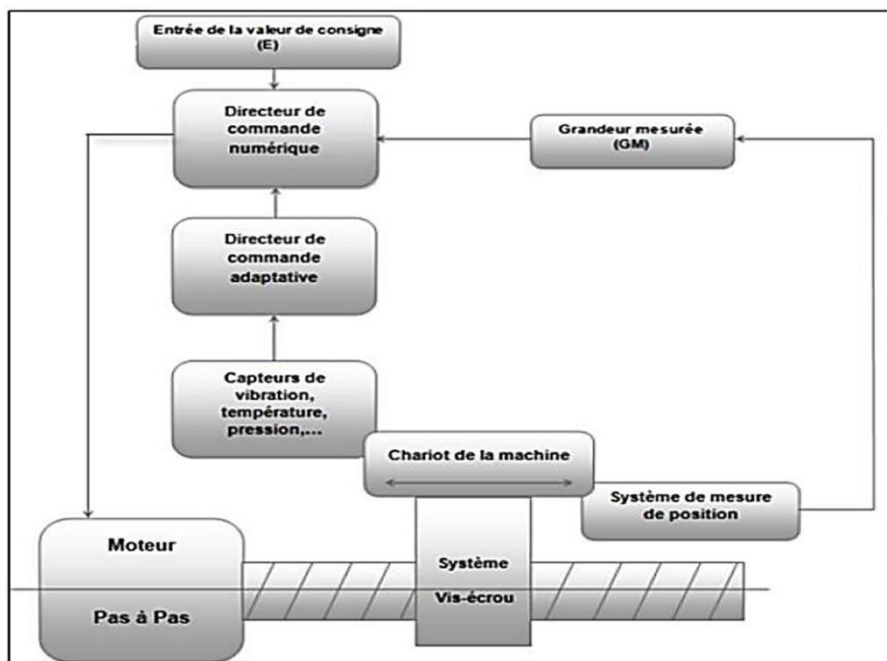 Entrée de la valeur de consigne
(E)
Directeur de
commande
numérique
Grandeur mesurée
(GM)
Directeur de
commande
adaptative
Capteurs de
vibration,
température,
pression,...
Chariot de la machine
Système de mesure
de position
Moteur
Pas à Pas
Système
Vis-écrou